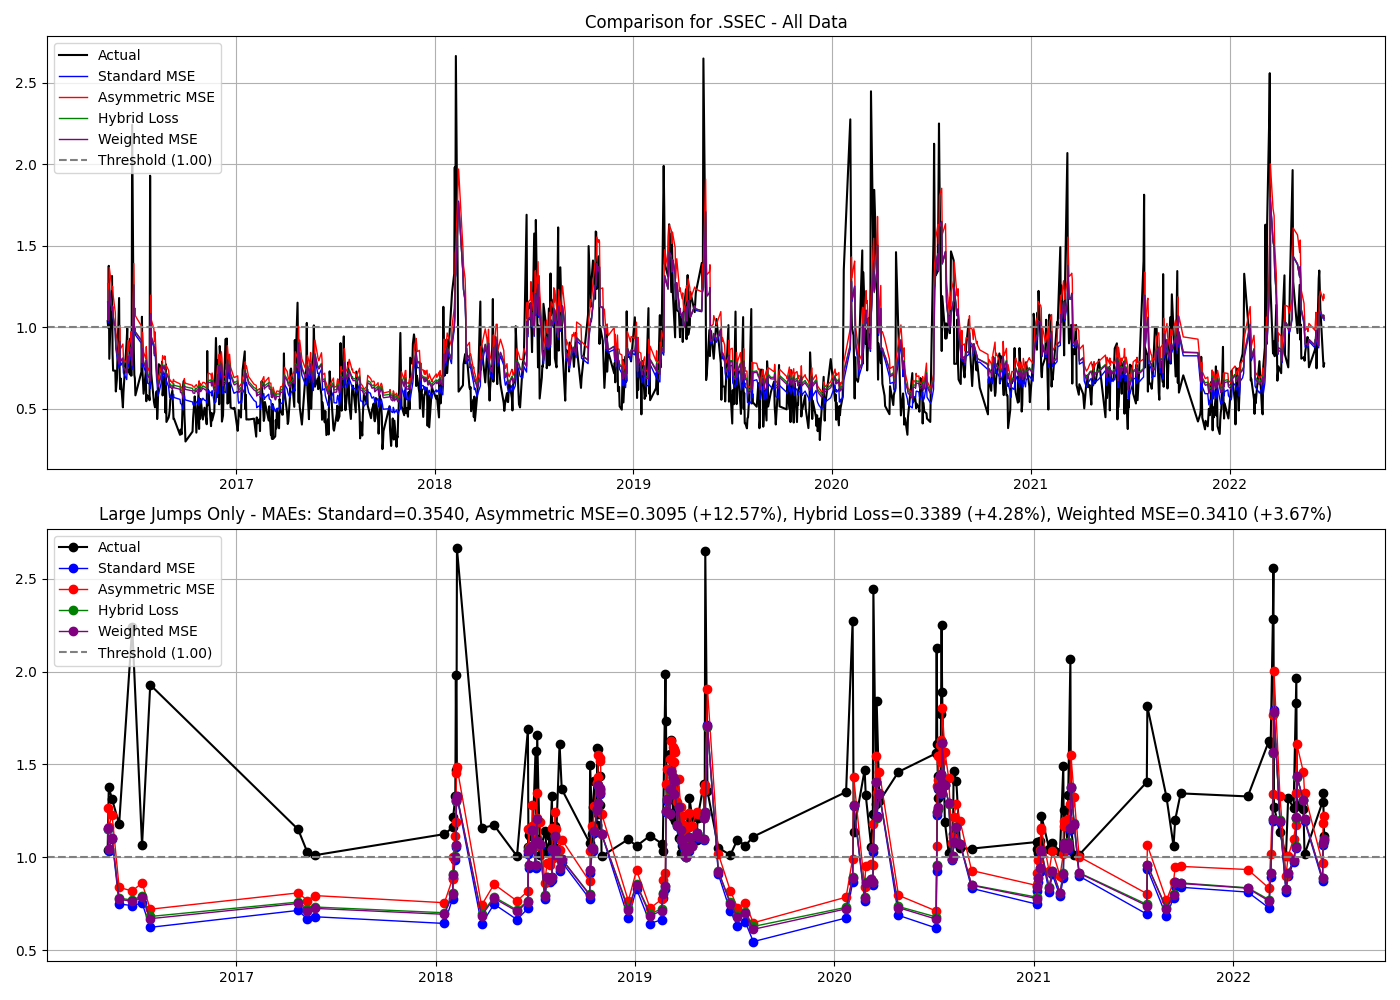 Comparison for .SSEC - All Data
Actual
Standard MSE
Asymmetric MSE
Hybrid Loss
Weighted MSE
Threshold (1.00)
2.5
2.0
1.5
1.0
0.5
2017 2018 2019 2020 2021 2022
Large Jumps Only - MAEs: Standard=0.3540, Asymmetric MSE=0.3095 (+12.57%), Hybrid Loss=0.3389 (+4.28%), Weighted MSE=0.3410 (+3.67%)
Actual
Standard MSE
Asymmetric MSE
Hybrid Loss
Weighted MSE
Threshold (1.00)
2.5
2.0
1.5
1.0
0.5
2017 2018 2019 2020 2021 2022